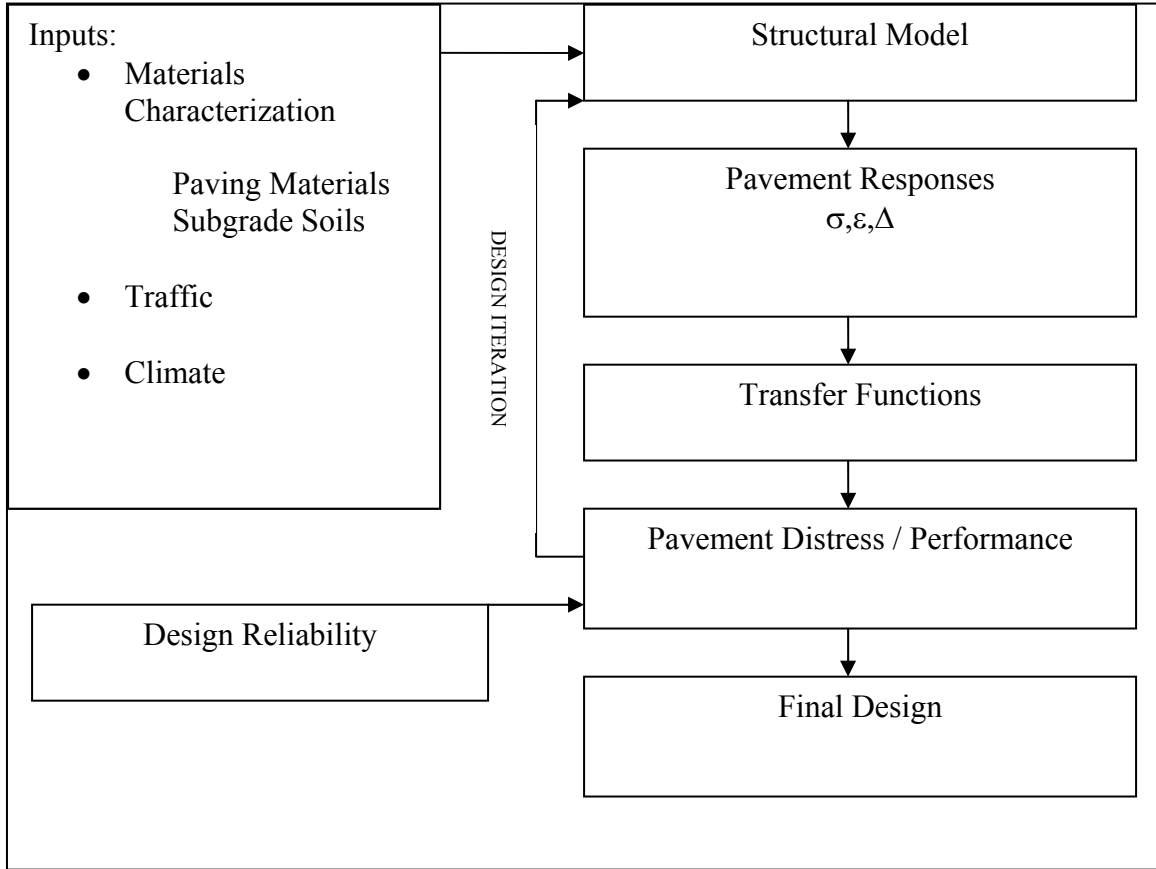 Inputs:
• Materials
Characterization
Paving Materials
Subgrade Soils
• Traffic
• Climate
Design Reliability
DESIGN ITERATION
Structural Model
Pavement Responses
σ,ε,Δ
Transfer Functions
Pavement Distress / Performance
Final Design